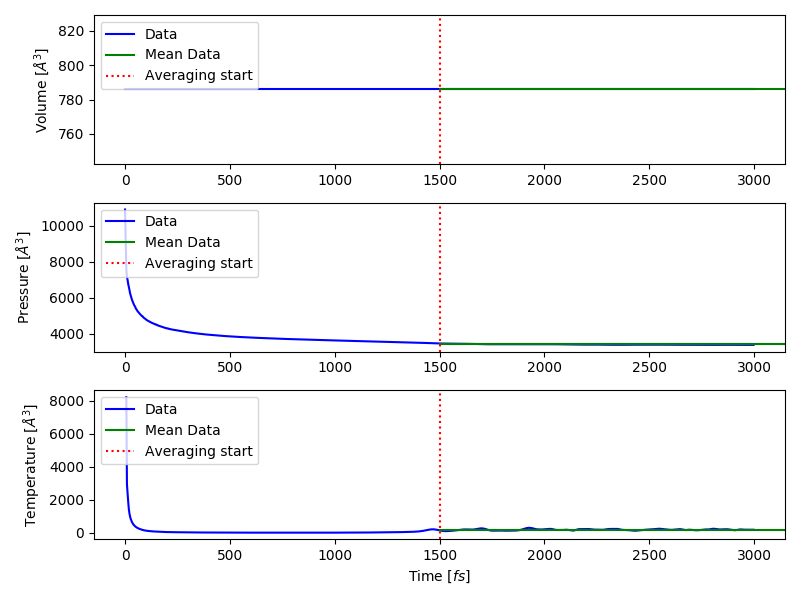 820
800
780
760
Volume [Å³]
Data
Mean Data
Averaging start
0 500 1000 1500 2000 2500 3000
10000
8000
6000
4000
Pressure [Å³]
Data
Mean Data
Averaging start
0 500 1000 1500 2000 2500 3000
8000
6000
4000
2000
0
Temperature [Å³]
Data
Mean Data
Averaging start
0 500 1000 1500 2000 2500 3000
Time [fs]